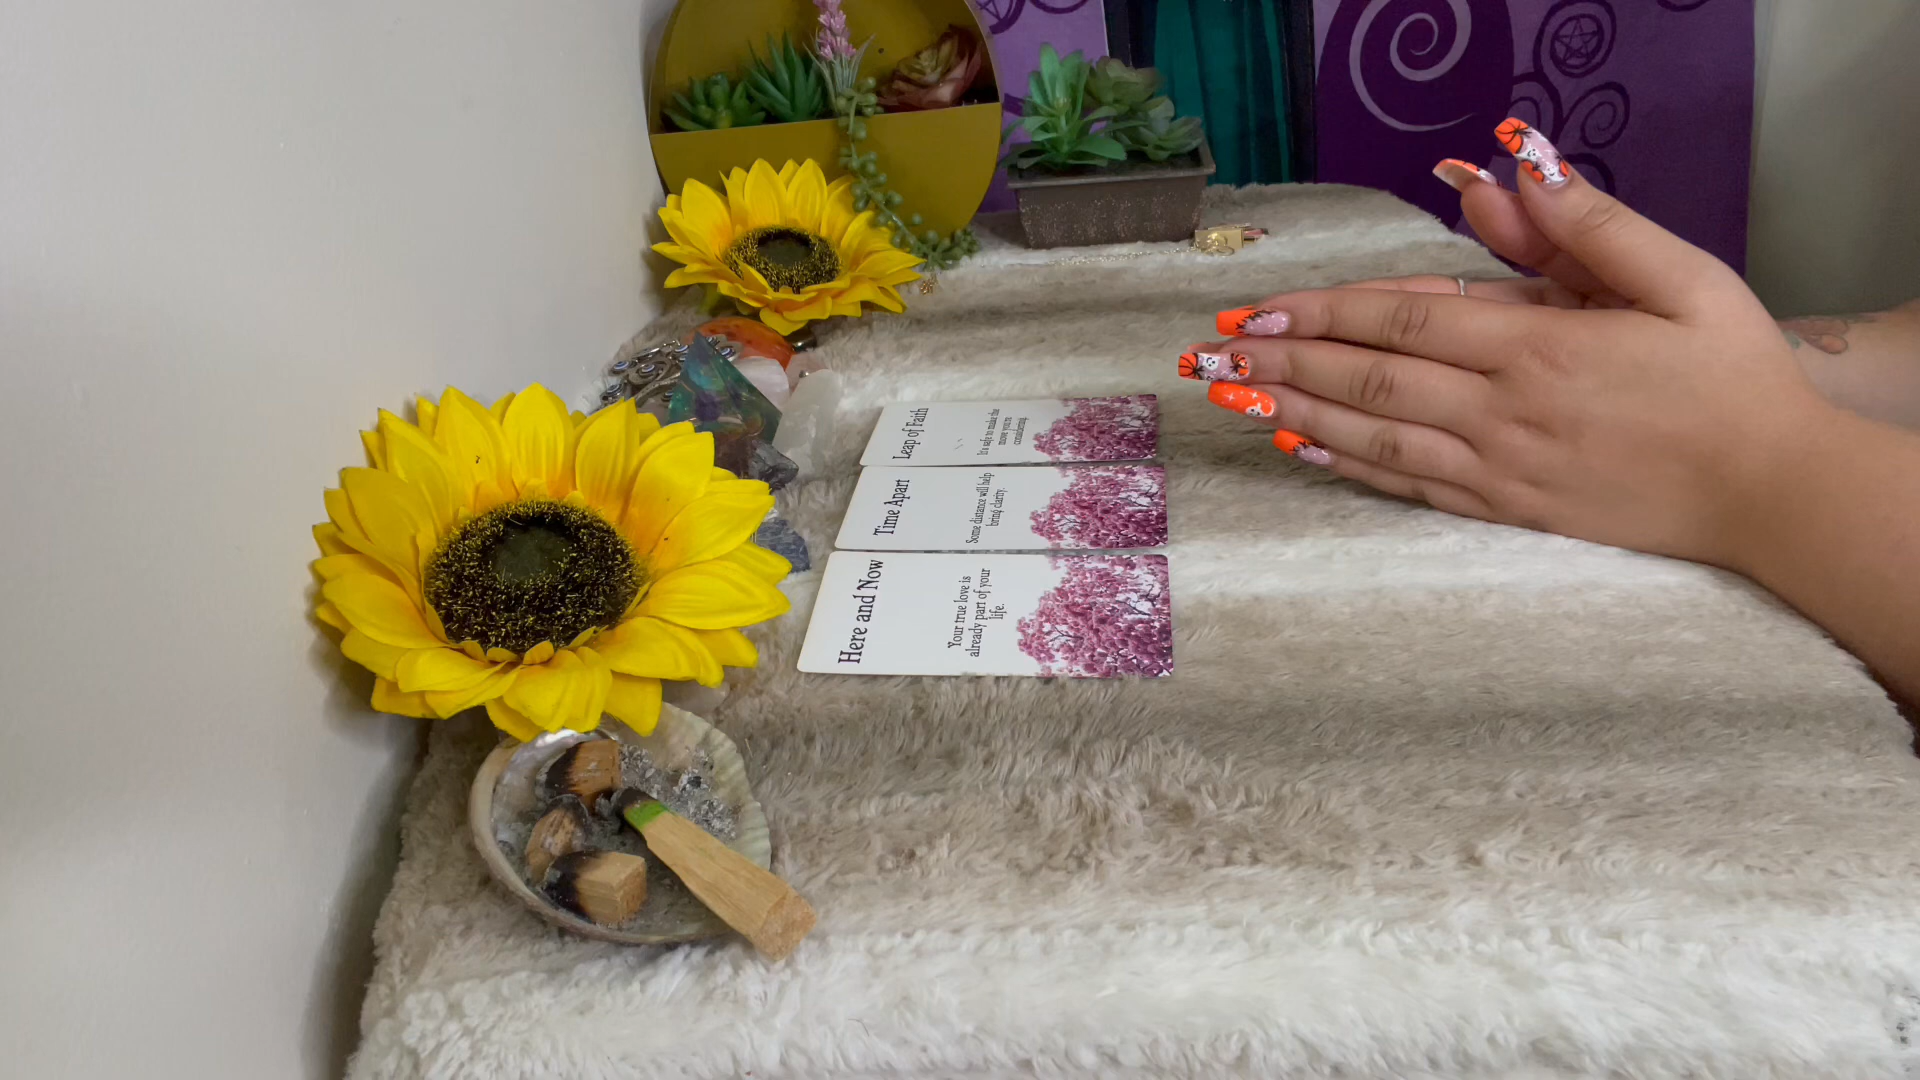 Leap of Faith
It's safe to make the
move you're
considering.
Time Apart
Some distance will help
bring clarity.
Here and Now
Your true love is
already part of your
life.